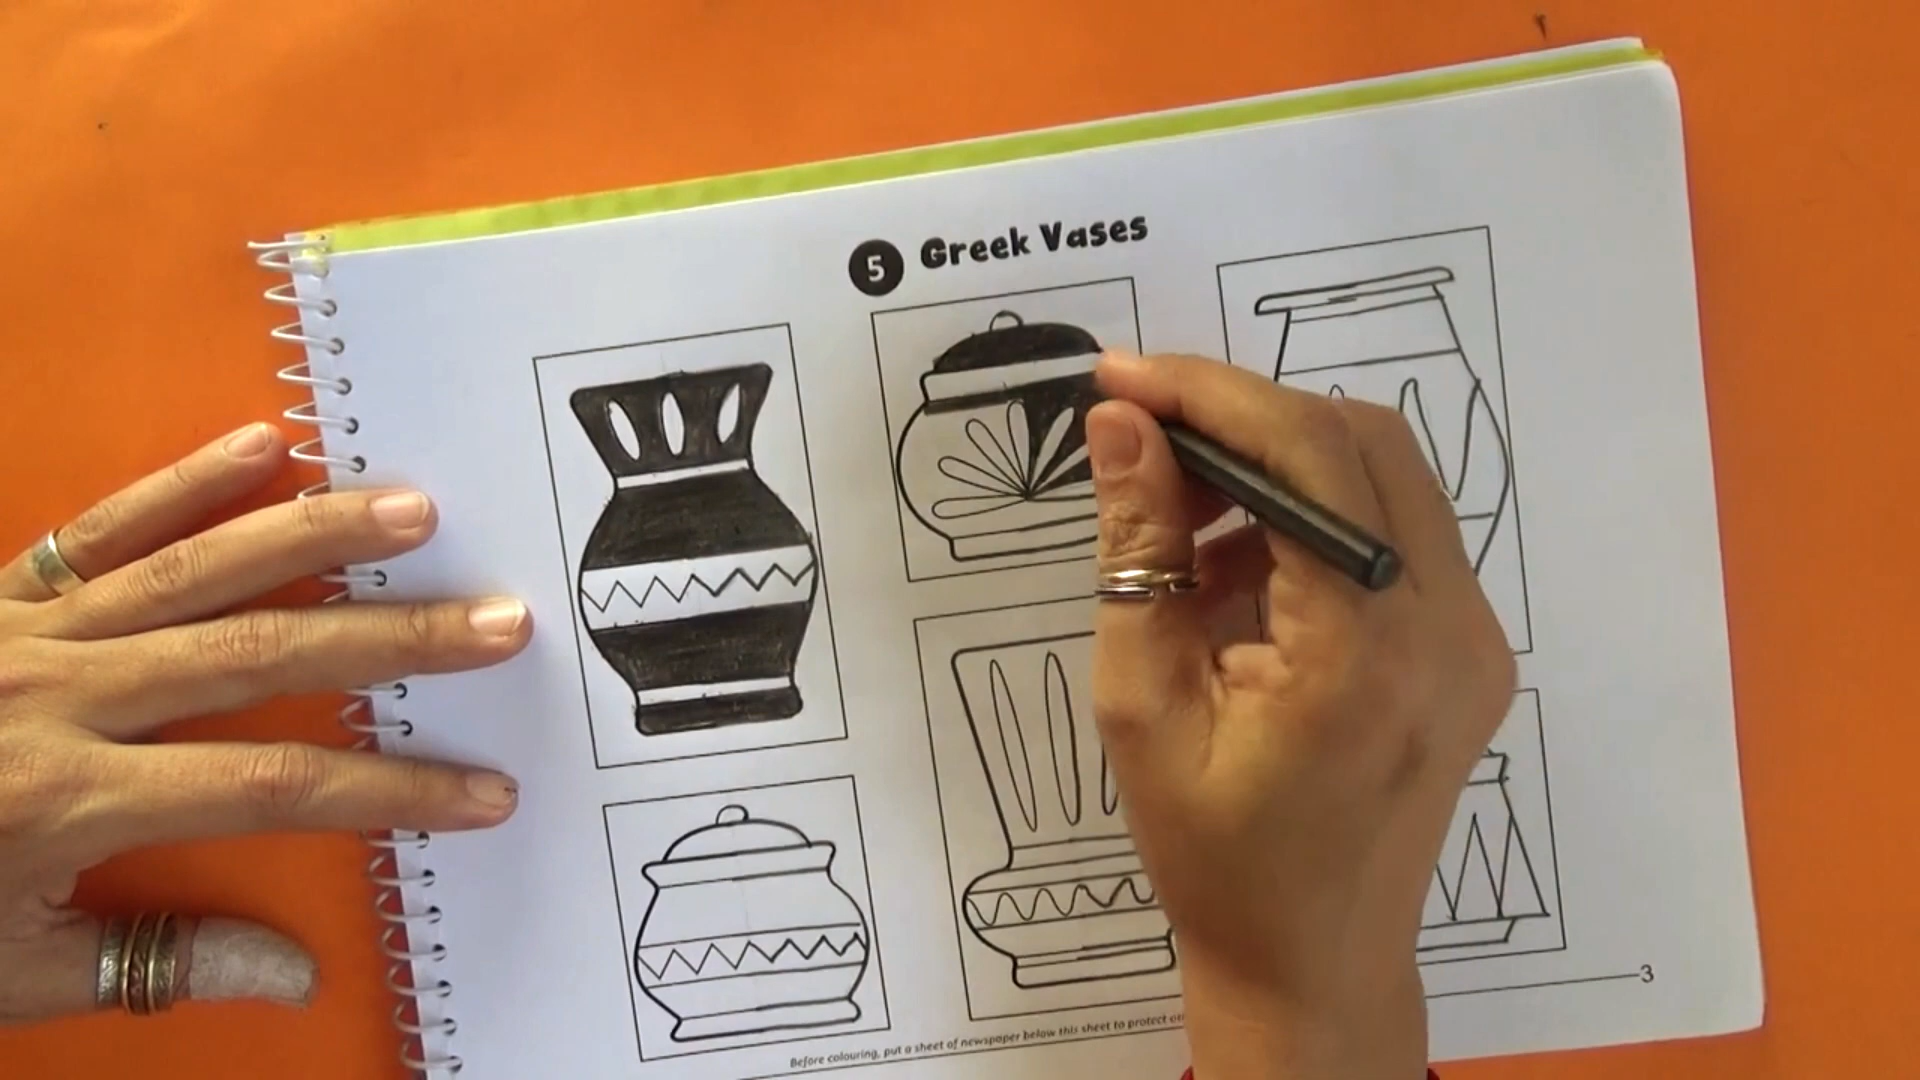 5 Greek Vases
3
Before colouring, put a sheet of newspaper below this sheet to protect